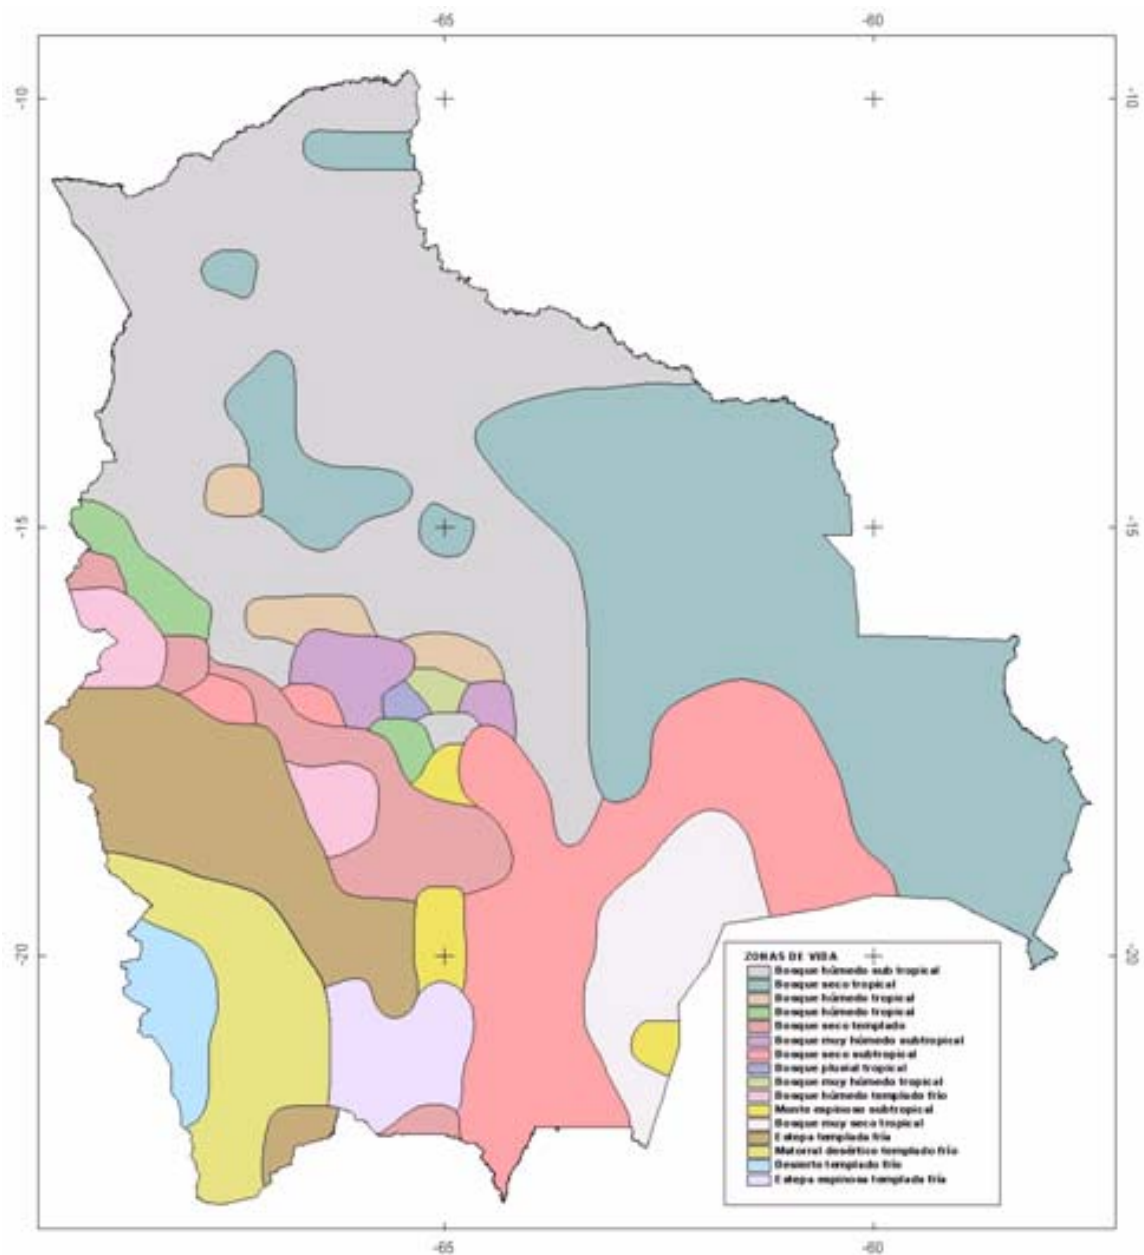 -65 -60
-10 -10
-15 -15
-20 -20
ZONAS DE VIDA
Bosque húmedo sub tropical
Bosque seco tropical
Bosque húmedo tropical
Bosque húmedo tropical
Bosque seco templado
Bosque muy húmedo subtropical
Bosque seco subtropical
Bosque pluvial tropical
Bosque muy húmedo tropical
Bosque húmedo templado frío
Monte espinoso subtropical
Bosque muy seco tropical
Estepa templada fría
Matorral desértico templado frío
Desierto templado frío
Estepa espinosa templada fría
-65 -60